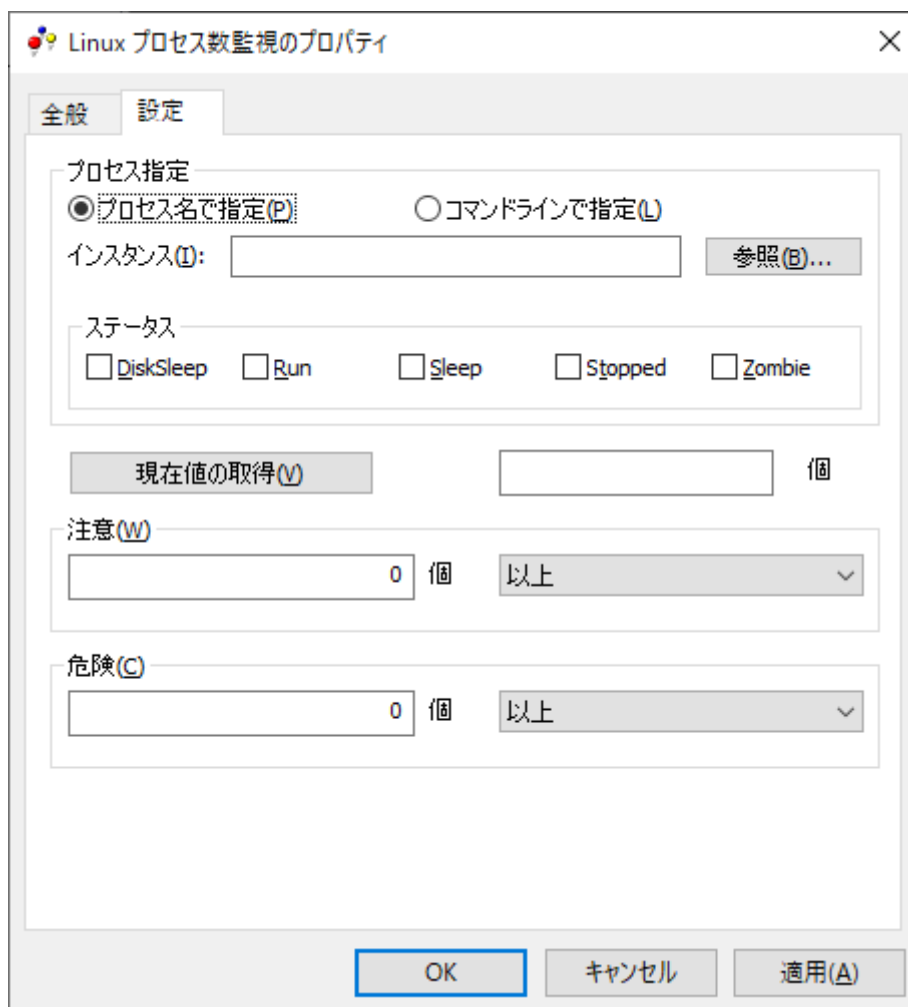 Linux プロセス数監視のプロパティ
全般 設定
プロセス指定
プロセス名で指定(P) コマンドラインで指定(L)
インスタンス(I): 参照(B)...
ステータス
DiskSleep Run Sleep Stopped Zombie
現在値の取得(V) 個
注意(W)
0 個 以上
危険(C)
0 個 以上
OK キャンセル 適用(A)